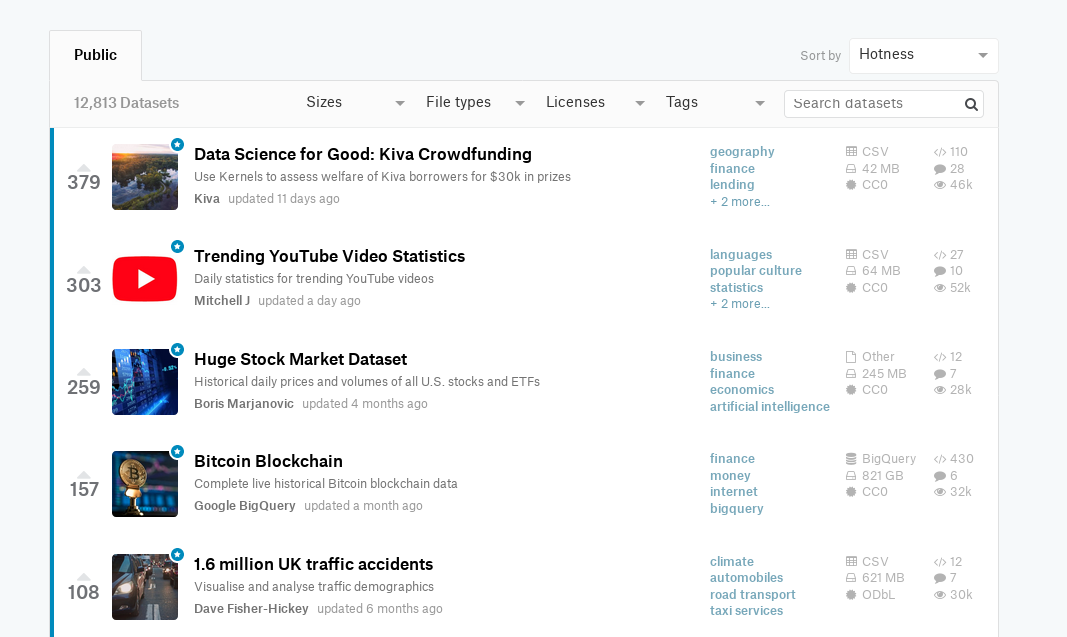 Public
Sort by Hotness
12,813 Datasets Sizes File types Licenses Tags Search datasets
379
Data Science for Good: Kiva Crowdfunding
Use Kernels to assess welfare of Kiva borrowers for $30k in prizes
Kiva updated 11 days ago
geography
finance
lending
+ 2 more...
CSV
42 MB
CC0
110
28
46k
303
Trending YouTube Video Statistics
Daily statistics for trending YouTube videos
Mitchell J updated a day ago
languages
popular culture
statistics
+ 2 more...
CSV
64 MB
CC0
27
10
52k
259
Huge Stock Market Dataset
Historical daily prices and volumes of all U.S. stocks and ETFs
Boris Marjanovic updated 4 months ago
business
finance
economics
artificial intelligence
Other
245 MB
CC0
12
7
28k
157
Bitcoin Blockchain
Complete live historical Bitcoin blockchain data
Google BigQuery updated a month ago
finance
money
internet
bigquery
BigQuery
821 GB
CC0
430
6
32k
108
1.6 million UK traffic accidents
Visualise and analyse traffic demographics
Dave Fisher-Hickey updated 6 months ago
climate
automobiles
road transport
taxi services
CSV
621 MB
ODbL
12
7
30k